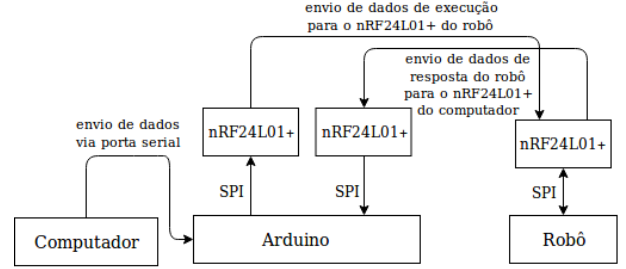 envio de dados de execução
para o nRF24L01+ do robô
envio de dados de
resposta do robô
para o nRF24L01+
do computador
envio de dados
via porta serial
nRF24L01+
nRF24L01+
nRF24L01+
SPI
SPI
SPI
Computador
Arduino
Robô